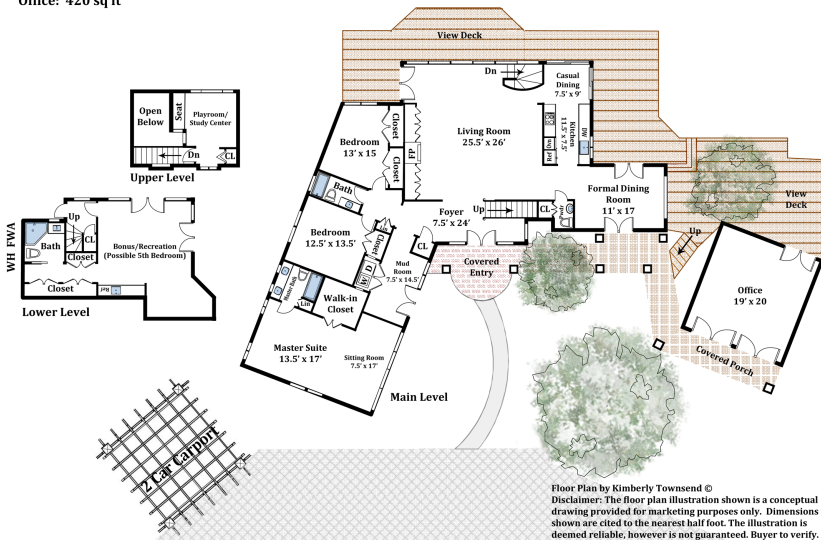 Office: 420 sq ft
View Deck
Dn
Casual
Dining
7.5' x 9'
Open
Below
Seat
Playroom/
Study Center
Dn
CL
Upper Level
Closet
Bedroom
13' x 15
Closet
FP
Living Room
25.5' x 26'
Ref
Ovn
Kitchen
11.5' x 7.5'
DW
Formal Dining
Room
11' x 17
View
Deck
Bath
Foyer
7.5' x 24'
Up
CL
Pwdr
Bedroom
12.5' x 13.5'
Closet
CL
Mud
Room
7.5' x 14.5'
W
D
Covered
Entry
Up
Office
19' x 20
Covered Porch
WH FWA
Up
Bath
CL
Closet
Bonus/Recreation
(Possible 5th Bedroom)
Closet
Ref
Lower Level
Master Bath
Lin
Walk-in
Closet
Master Suite
13.5' x 17'
Sitting Room
7.5' x 17'
Main Level
2 Car Carport
Floor Plan by Kimberly Townsend ©
Disclaimer: The floor plan illustration shown is a conceptual
drawing provided for marketing purposes only.  Dimensions
shown are cited to the nearest half foot. The illustration is
deemed reliable, however is not guaranteed. Buyer to verify.